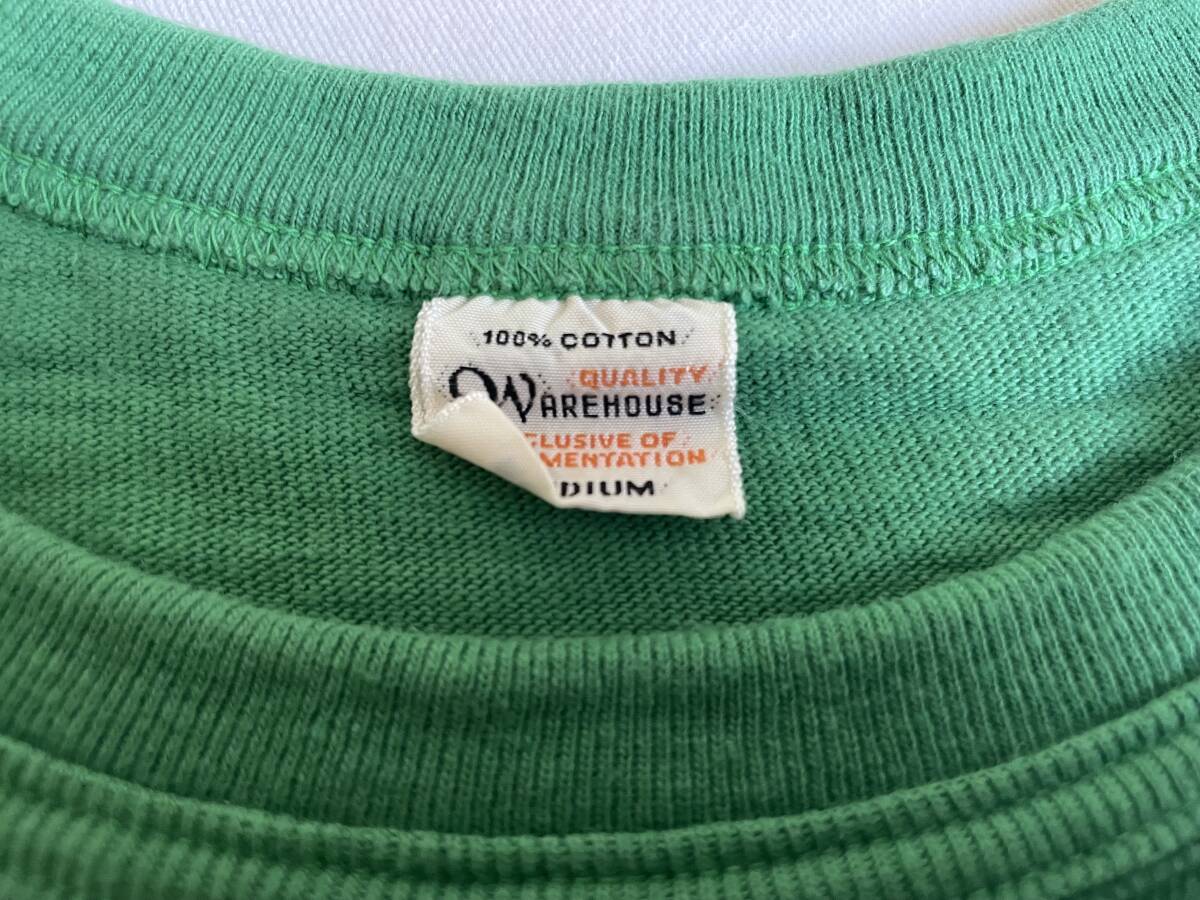 100% COTTON
QUALITY
WAREHOUSE
CLUSIVE OF
MENTATION
DIUM